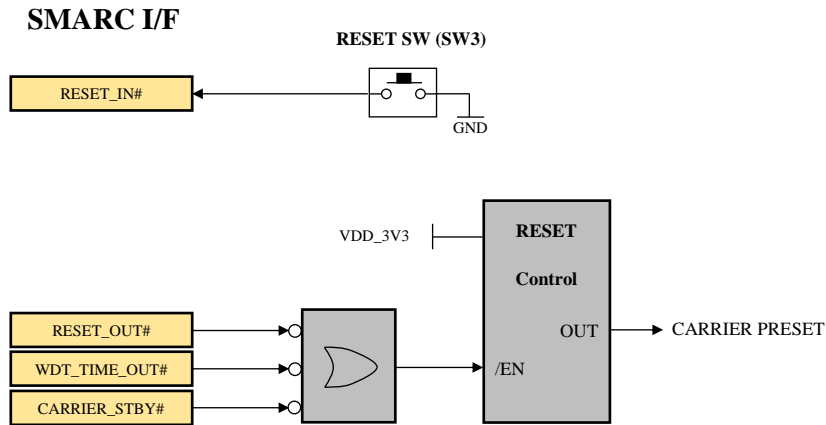 SMARC I/F
RESET SW (SW3)
RESET_IN#
GND
VDD_3V3
RESET
Control
RESET_OUT#
OUT
CARRIER PRESET
WDT_TIME_OUT#
/EN
CARRIER_STBY#